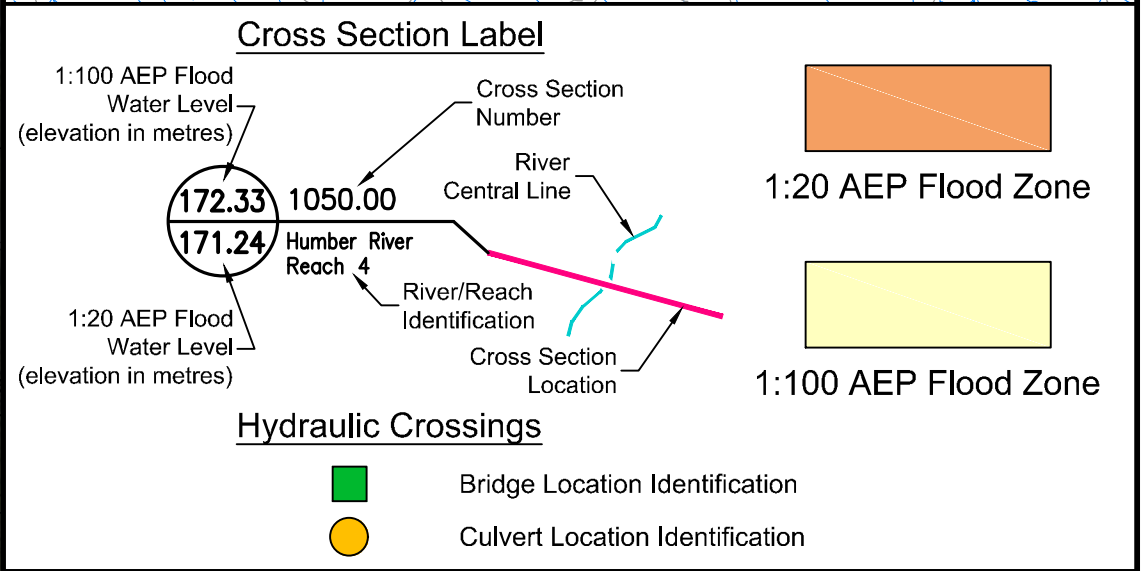 Cross Section Label
1:100 AEP Flood
Water Level
(elevation in metres)
Cross Section
Number
River
Central Line
172.33
1050.00
171.24
Humber River
Reach 4
River/Reach
Identification
1:20 AEP Flood
Water Level
(elevation in metres)
Cross Section
Location
1:20 AEP Flood Zone
1:100 AEP Flood Zone
Hydraulic Crossings
Bridge Location Identification
Culvert Location Identification